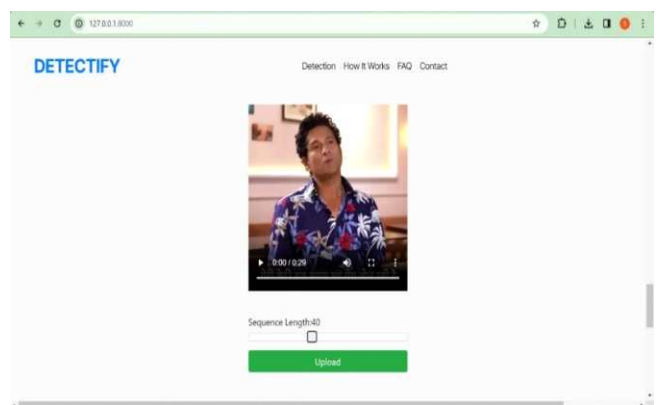 127.0.0.1:8000
DETECTIFY
Detection How It Works FAQ Contact
0:00 / 0:29
Sequence Length:40
Upload